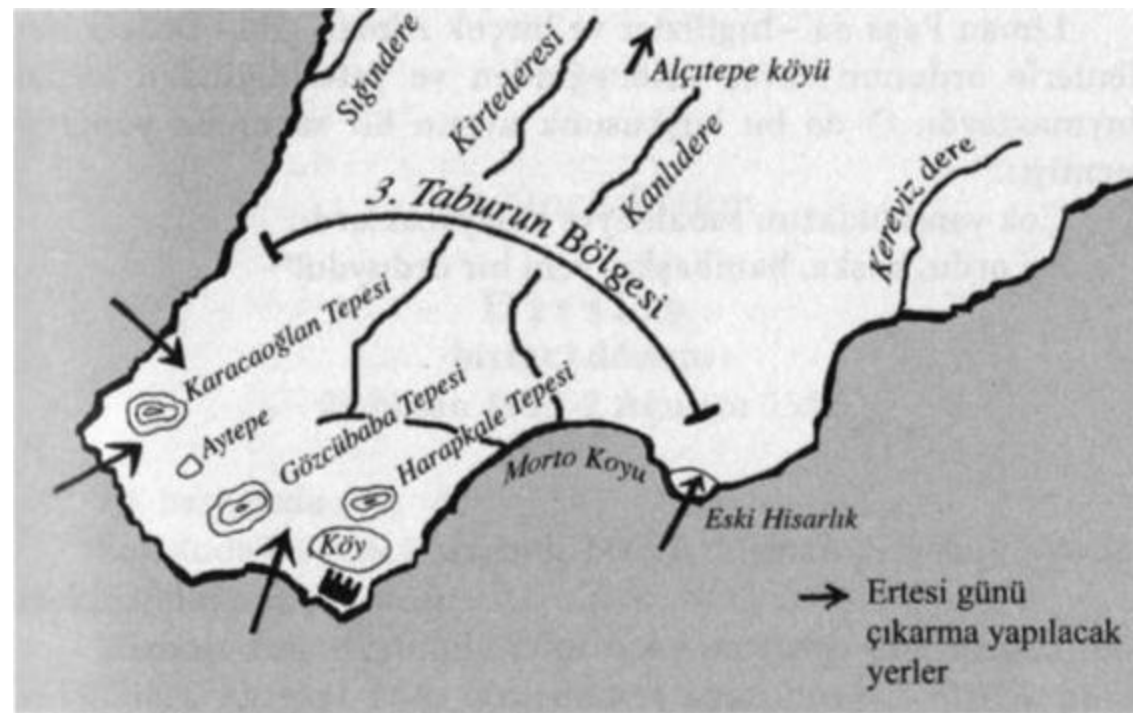 Sığındere
Kirtederesi
Alçıtepe köyü
Kanlıdere
Kereviz dere
3. Taburun Bölgesi
Karacaoğlan Tepesi
Aytepe
Gözcübaba Tepesi
Harapkale Tepesi
Morto Koyu
Eski Hisarlık
Köy
Ertesi günü
çıkarma yapılacak
yerler